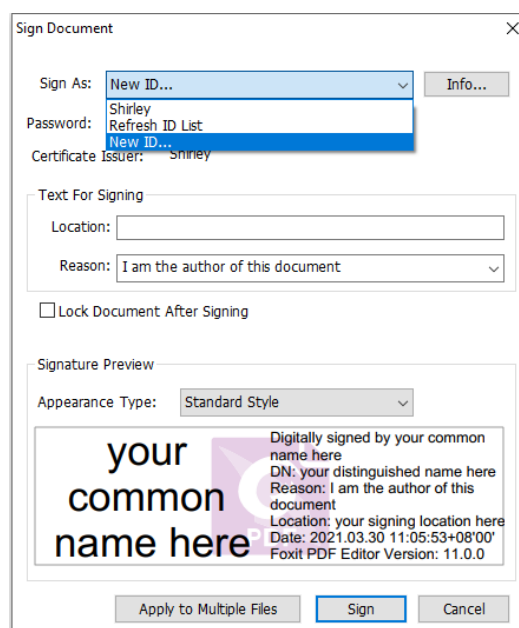 Sign Document
Sign As: New ID... Info...
Shirley
Password: Refresh ID List
New ID...
Certificate Issuer: Shirley
Text For Signing
Location:
Reason: I am the author of this document
Lock Document After Signing
Signature Preview
Appearance Type: Standard Style
your
common
name here
Digitally signed by your common
name here
DN: your distinguished name here
Reason: I am the author of this
document
Location: your signing location here
Date: 2021.03.30 11:05:53+08'00'
Foxit PDF Editor Version: 11.0.0
PDF
Apply to Multiple Files Sign Cancel